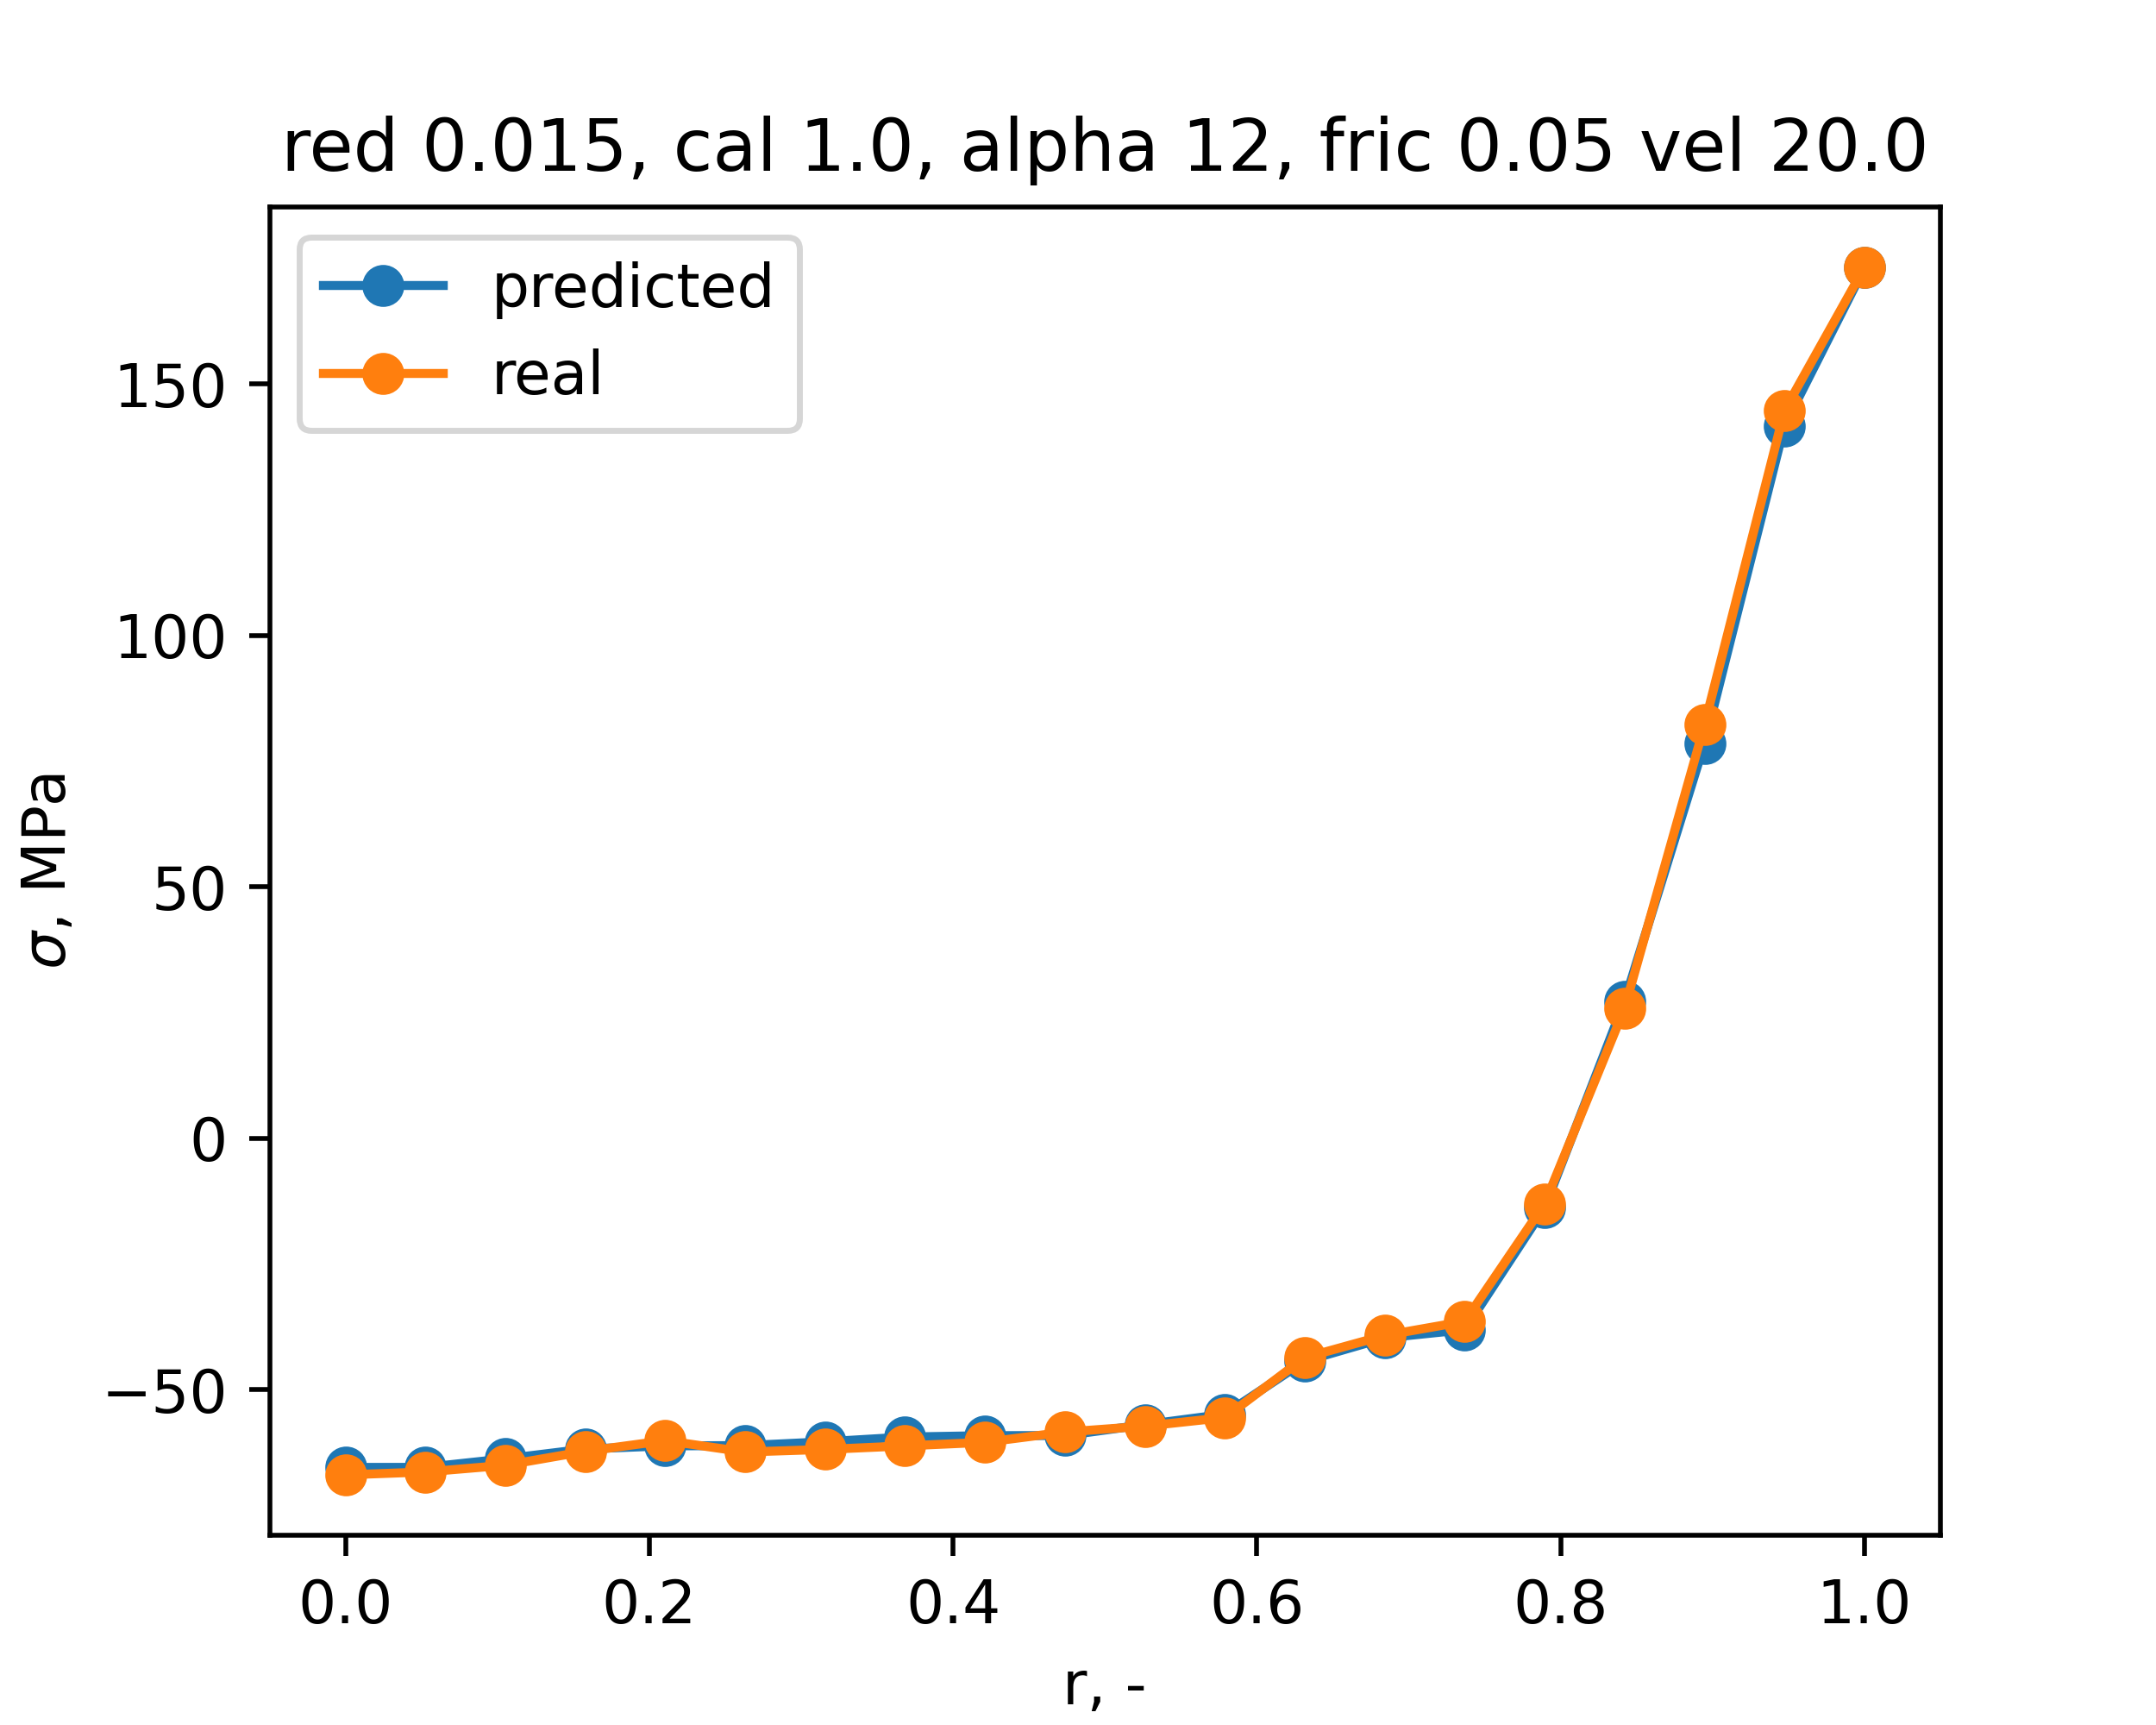 red 0.015, cal 1.0, alpha 12, fric 0.05 vel 20.0
predicted
real
150
100
50
0
−50
σ, MPa
0.0 0.2 0.4 0.6 0.8 1.0
r, -